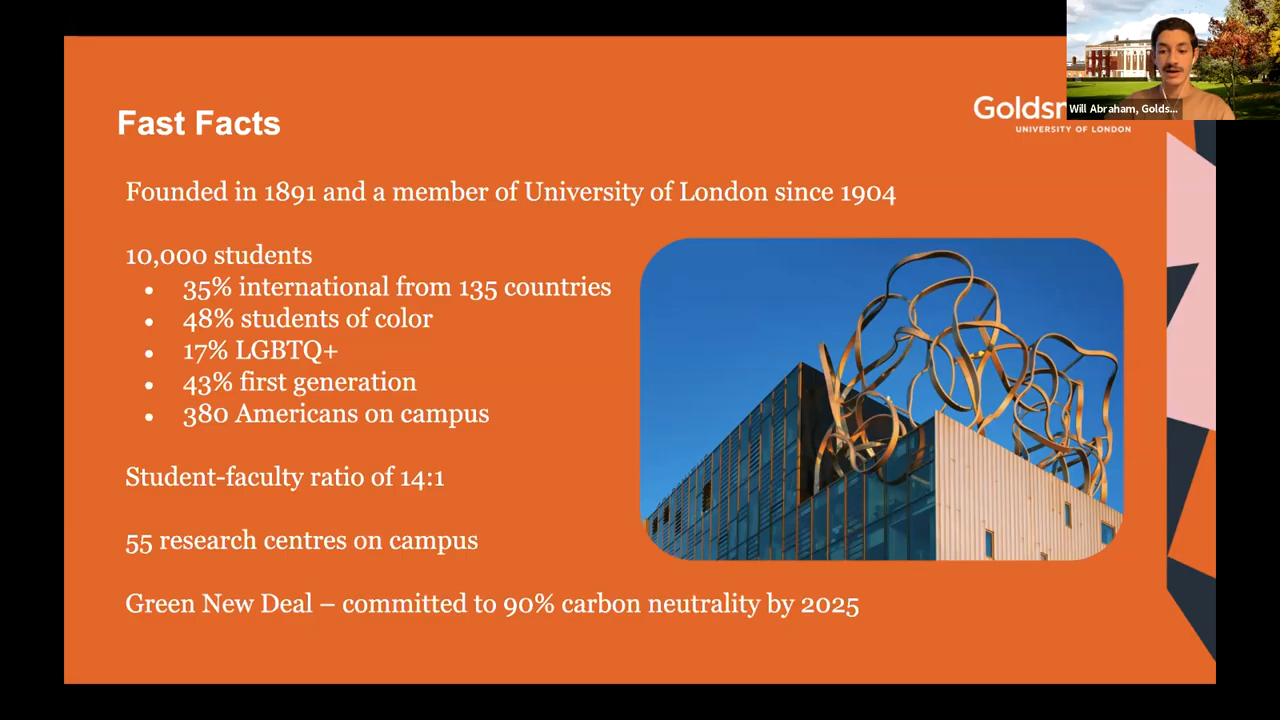 Fast Facts
Golds
UNIVERSITY OF LONDON
Will Abraham, Golds...
Founded in 1891 and a member of University of London since 1904
10,000 students
• 35% international from 135 countries
• 48% students of color
• 17% LGBTQ+
• 43% first generation
• 380 Americans on campus
Student-faculty ratio of 14:1
55 research centres on campus
Green New Deal – committed to 90% carbon neutrality by 2025